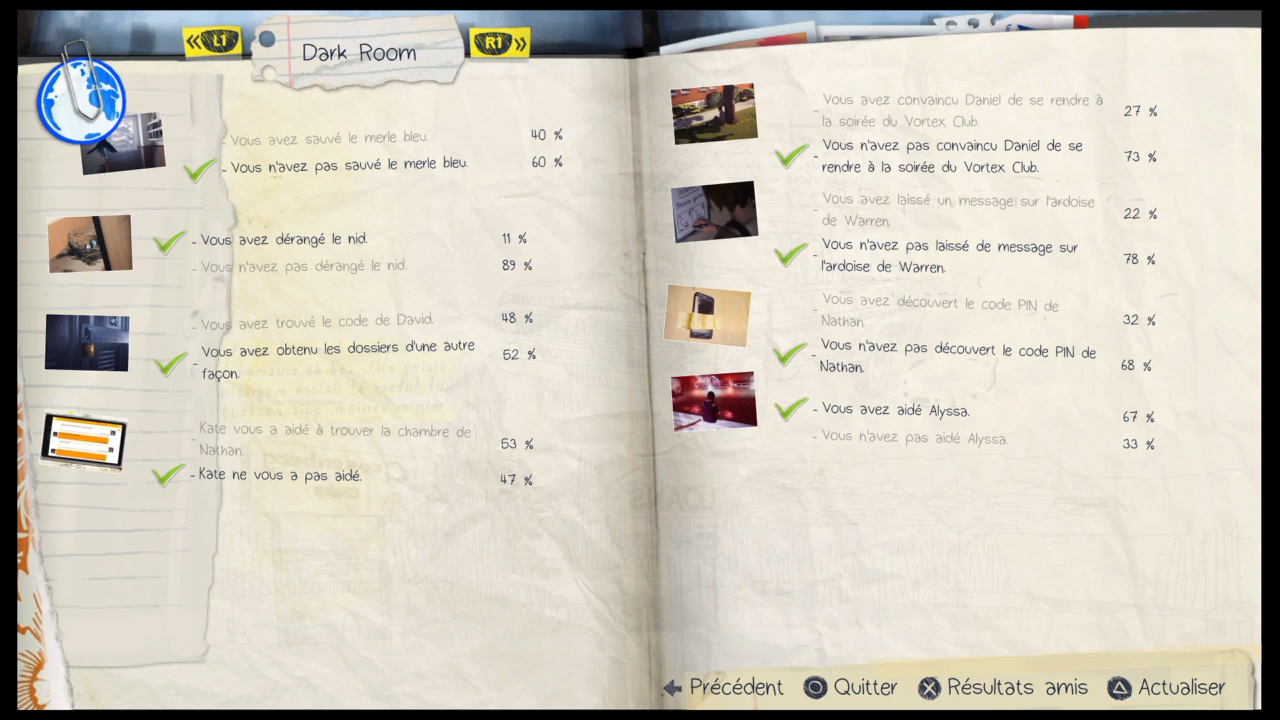 L1
Dark Room
R1
- Vous avez sauvé le merle bleu. 40 %
- Vous n'avez pas sauvé le merle bleu. 60 %
- Vous avez dérangé le nid. 11 %
- Vous n'avez pas dérangé le nid. 89 %
- Vous avez trouvé le code de David. 48 %
- Vous avez obtenu les dossiers d'une autre
façon. 52 %
- Kate vous a aidé à trouver la chambre de
Nathan. 53 %
- Kate ne vous a pas aidé. 47 %
- Vous avez convaincu Daniel de se rendre à
la soirée du Vortex Club. 27 %
- Vous n'avez pas convaincu Daniel de se
rendre à la soirée du Vortex Club. 73 %
- Vous avez laissé un message sur l'ardoise
de Warren. 22 %
- Vous n'avez pas laissé de message sur
l'ardoise de Warren. 78 %
- Vous avez découvert le code PIN de
Nathan. 32 %
- Vous n'avez pas découvert le code PIN de
Nathan. 68 %
- Vous avez aidé Alyssa. 67 %
- Vous n'avez pas aidé Alyssa. 33 %
Précédent Quitter Résultats amis Actualiser